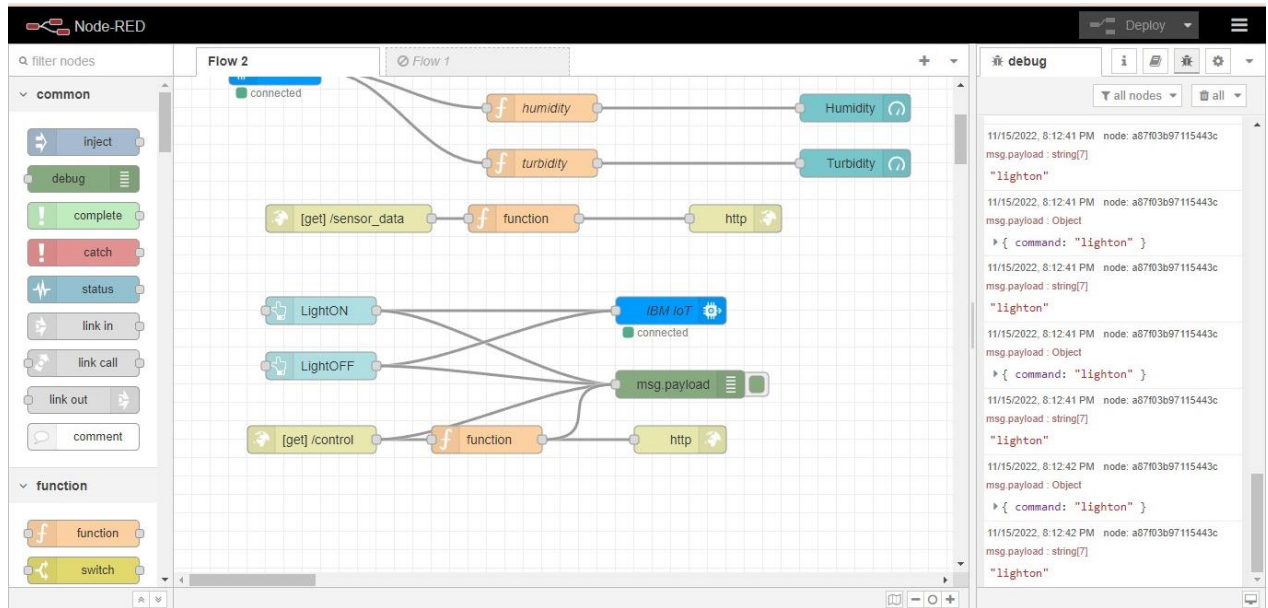 Node-RED
Deploy
filter nodes
common
inject
debug
complete
catch
status
link in
link call
link out
comment
function
function
switch
Flow 2
Flow 1
connected
humidity
Humidity
turbidity
Turbidity
[get] /sensor_data
function
http
LightON
IBM IoT
connected
LightOFF
msg.payload
[get] /control
function
http
debug
i
all nodes
all
11/15/2022, 8:12:41 PM node: a87f03b97115443c
msg.payload : string[7]
"lighton"
11/15/2022, 8:12:41 PM node: a87f03b97115443c
msg.payload : Object
{ command: "lighton" }
11/15/2022, 8:12:41 PM node: a87f03b97115443c
msg.payload : string[7]
"lighton"
11/15/2022, 8:12:41 PM node: a87f03b97115443c
msg.payload : Object
{ command: "lighton" }
11/15/2022, 8:12:41 PM node: a87f03b97115443c
msg.payload : string[7]
"lighton"
11/15/2022, 8:12:42 PM node: a87f03b97115443c
msg.payload : Object
{ command: "lighton" }
11/15/2022, 8:12:42 PM node: a87f03b97115443c
msg.payload : string[7]
"lighton"